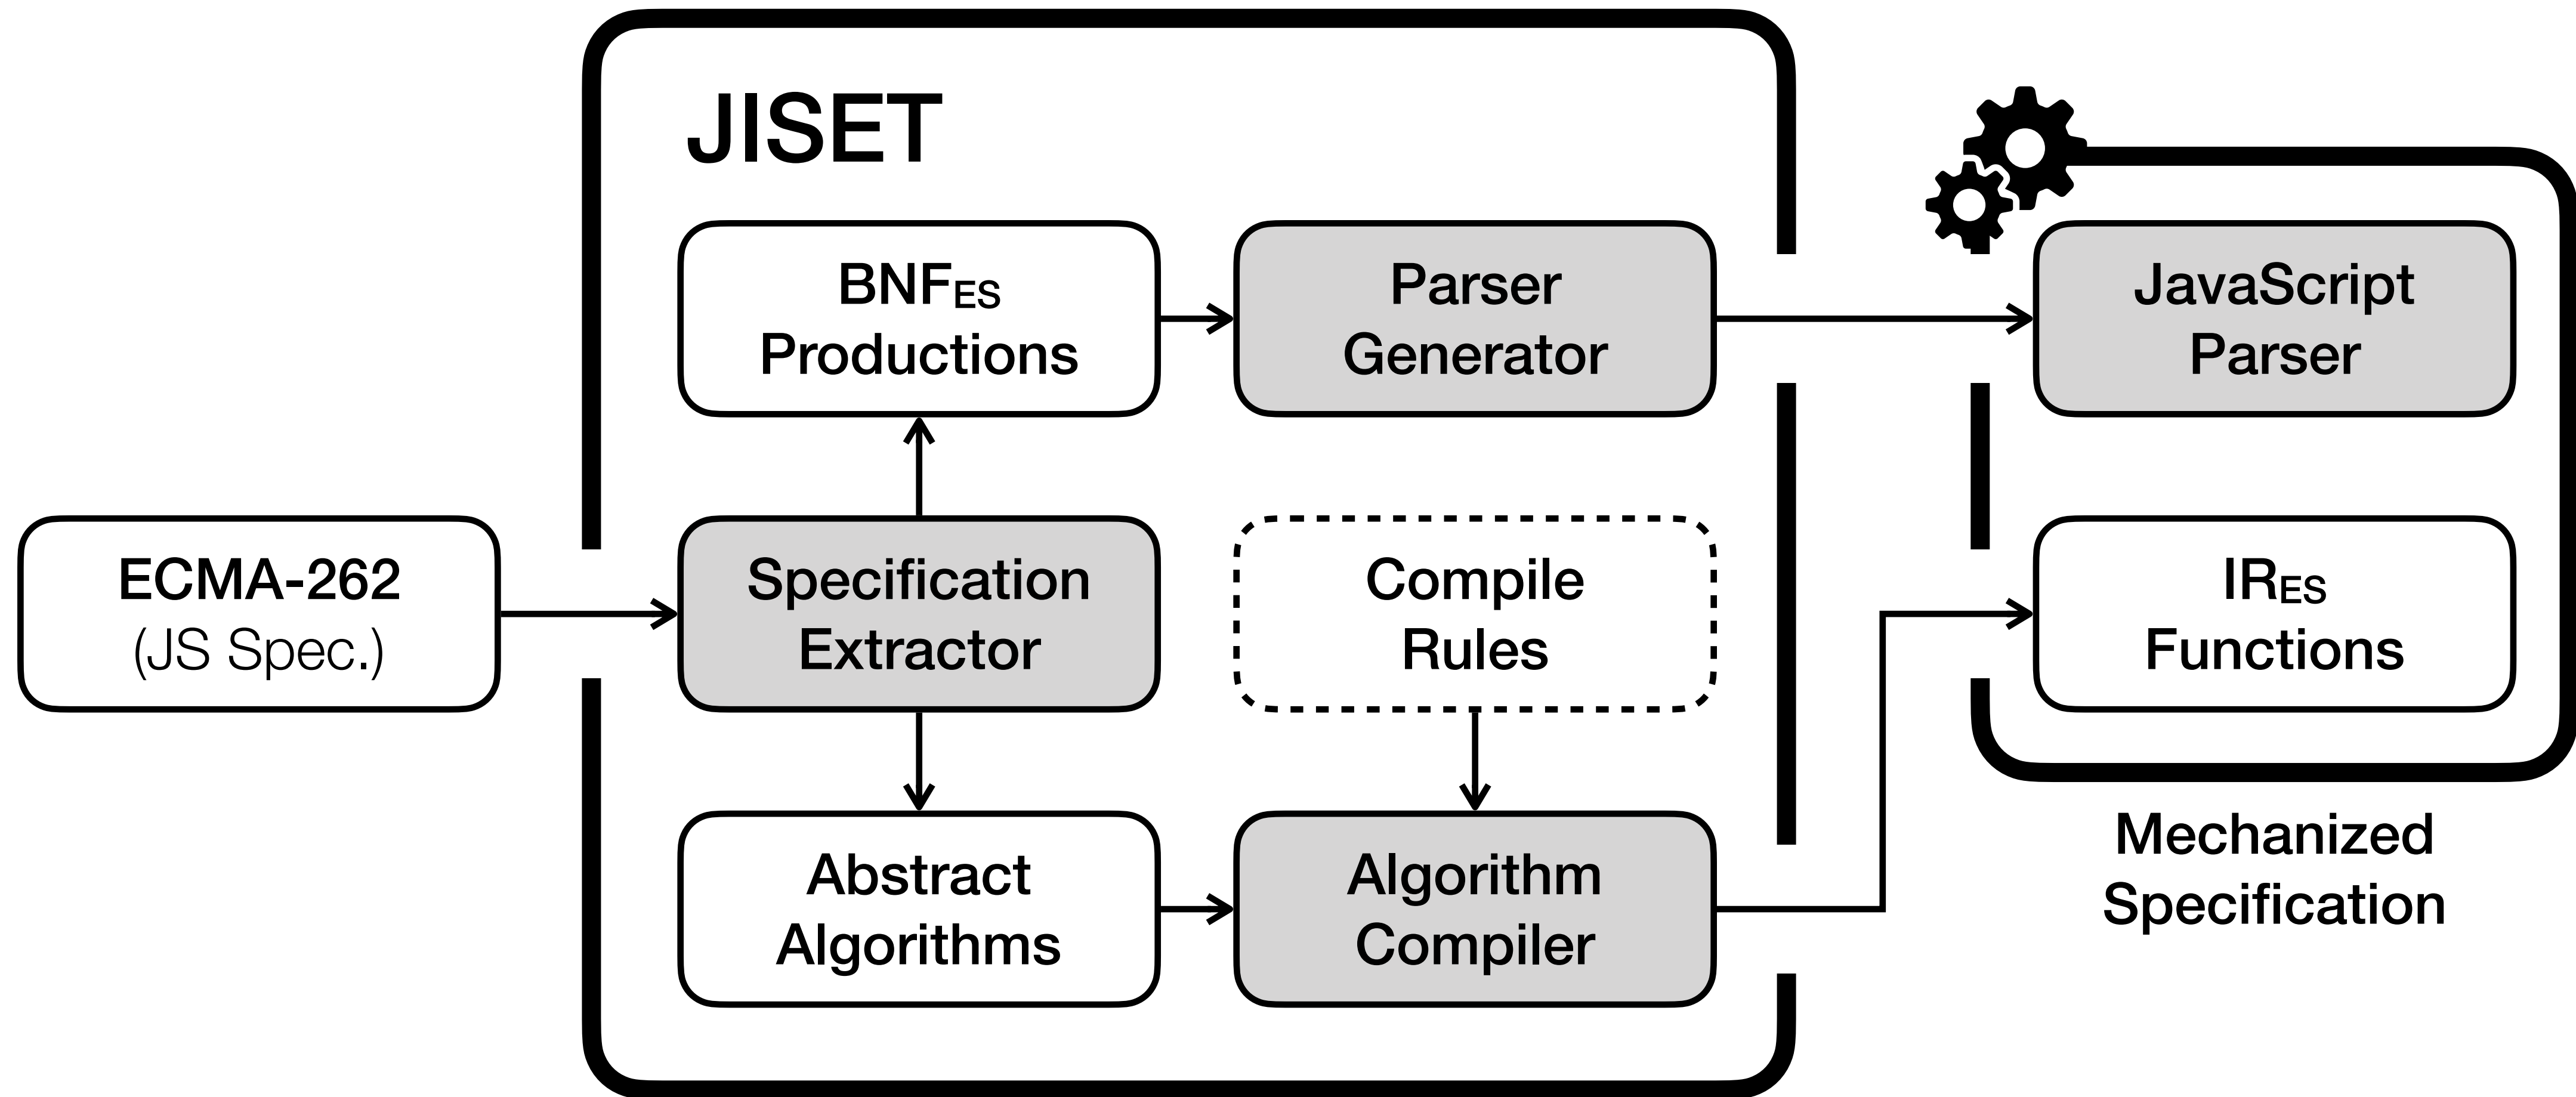 JISET
BNFES
Productions
Parser
Generator
JavaScript
Parser
ECMA-262
(JS Spec.)
Specification
Extractor
Compile
Rules
IRES
Functions
Abstract
Algorithms
Algorithm
Compiler
Mechanized
Specification